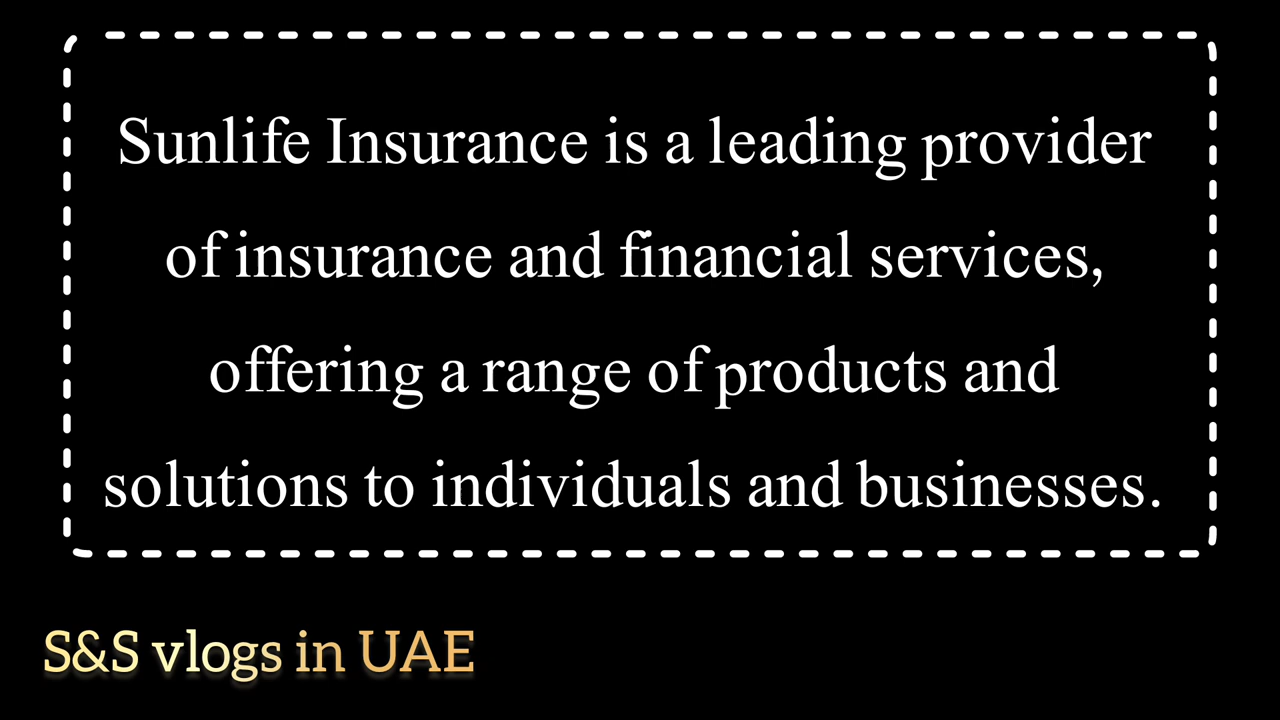 Sunlife Insurance is a leading provider
of insurance and financial services,
offering a range of products and
solutions to individuals and businesses.
S&S vlogs in UAE